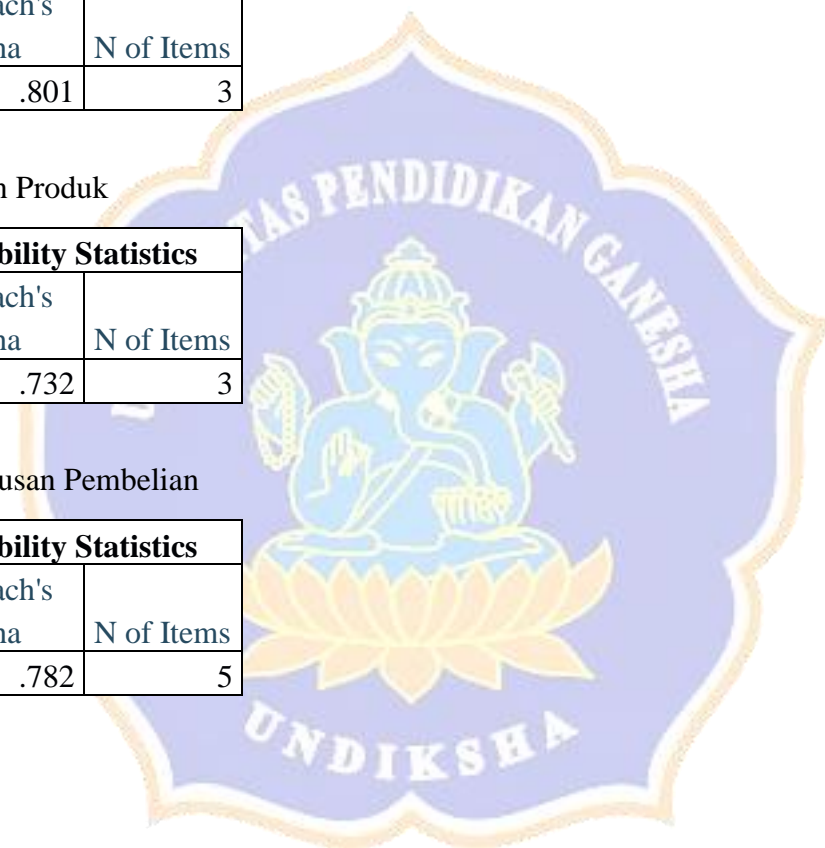 ach's
na N of Items
.801 3
n Produk
bility Statistics
ach's
na N of Items
.732 3
usan Pembelian
bility Statistics
ach's
na N of Items
.782 5
TAS PENDIDIKAN GANESHA
UNDIKSHA